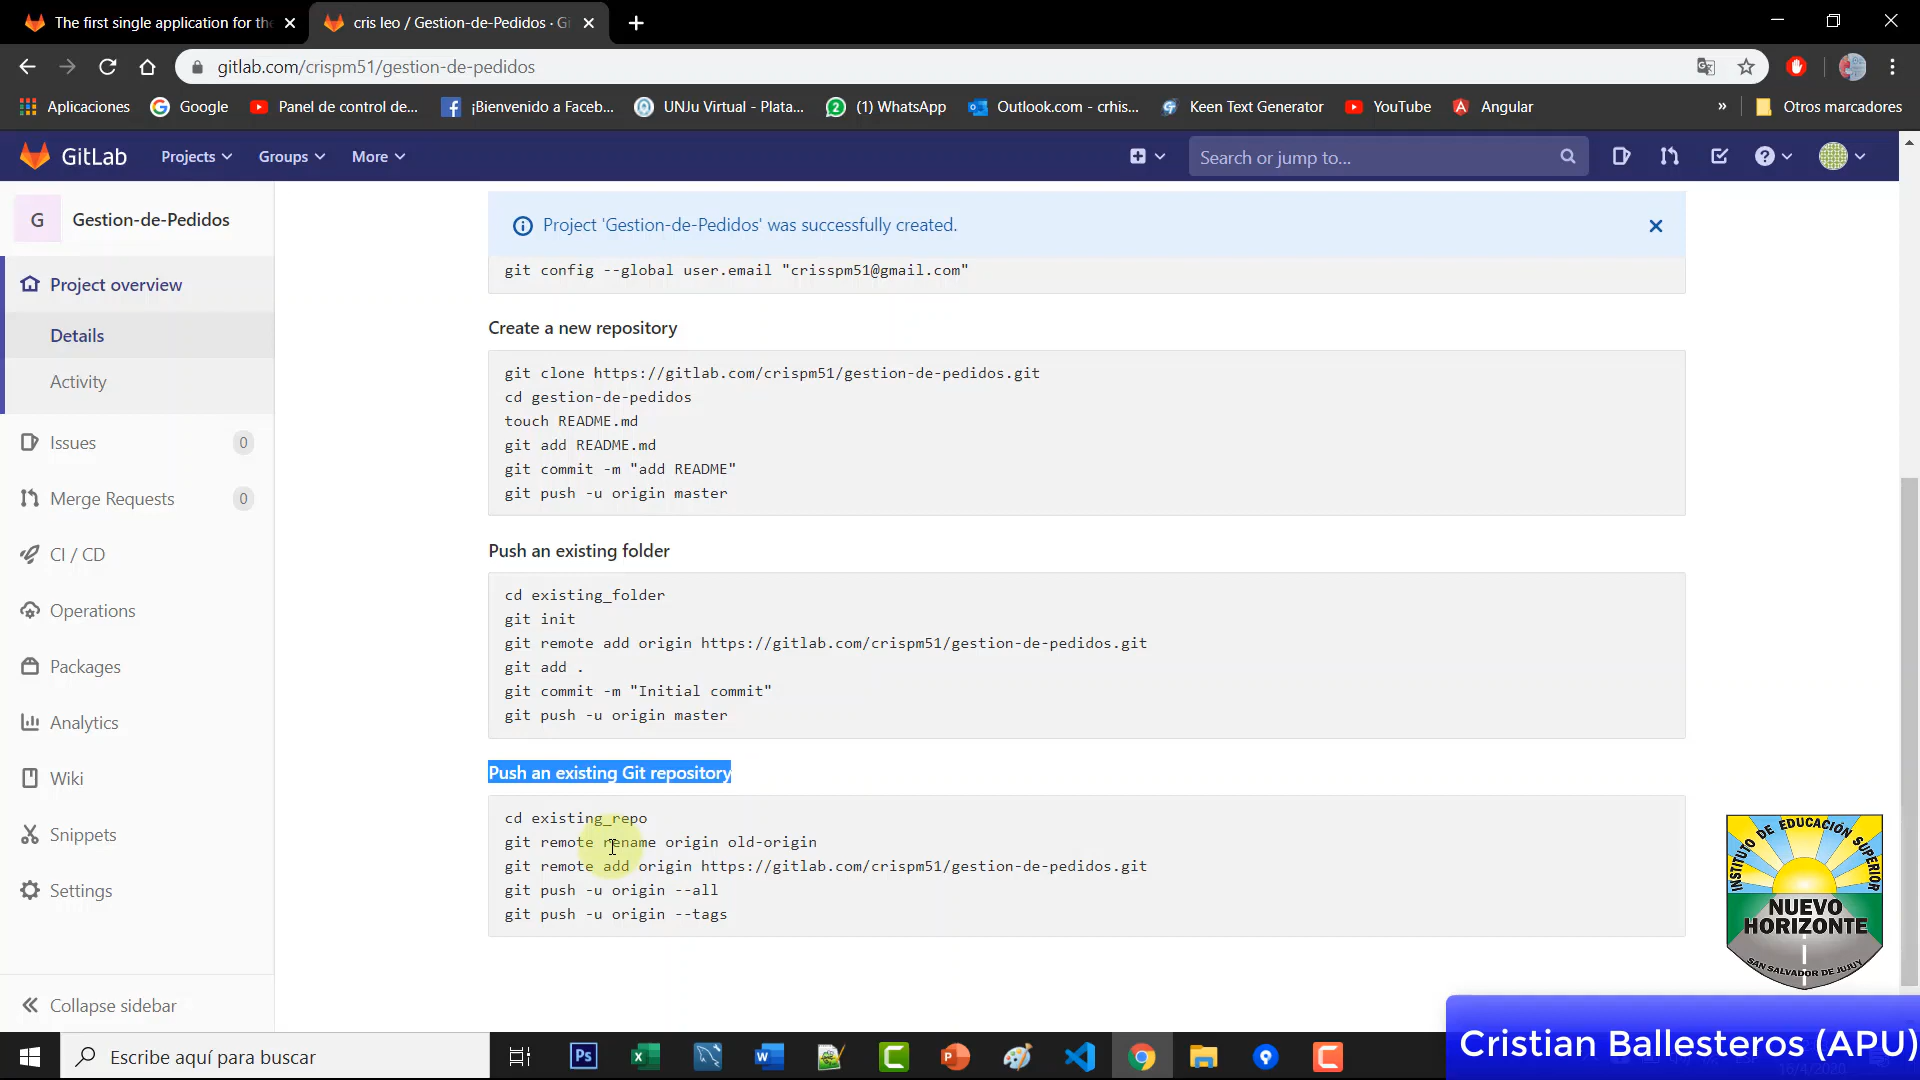 The first single application for the
cris leo / Gestion-de-Pedidos · Gi
gitlab.com/crispm51/gestion-de-pedidos
Aplicaciones
Google
Panel de control de...
¡Bienvenido a Faceb...
UNJu Virtual - Plata...
(1) WhatsApp
Outlook.com - crhis...
Keen Text Generator
YouTube
Angular
»
Otros marcadores
GitLab
Projects
Groups
More
Search or jump to...
G
Gestion-de-Pedidos
Project overview
Details
Activity
Issues
0
Merge Requests
0
CI / CD
Operations
Packages
Analytics
Wiki
Snippets
Settings
Collapse sidebar
Project 'Gestion-de-Pedidos' was successfully created.
git config --global user.email "crisspm51@gmail.com"
Create a new repository
git clone https://gitlab.com/crispm51/gestion-de-pedidos.git
cd gestion-de-pedidos
touch README.md
git add README.md
git commit -m "add README"
git push -u origin master
Push an existing folder
cd existing_folder
git init
git remote add origin https://gitlab.com/crispm51/gestion-de-pedidos.git
git add .
git commit -m "Initial commit"
git push -u origin master
Push an existing Git repository
cd existing_repo
git remote rename origin old-origin
git remote add origin https://gitlab.com/crispm51/gestion-de-pedidos.git
git push -u origin --all
git push -u origin --tags
INSTITUTO DE EDUCACIÓN SUPERIOR
NUEVO
HORIZONTE
SAN SALVADOR DE JUJUY
Escribe aquí para buscar
Ps
Cristian Ballesteros (APU)
16/4/2020